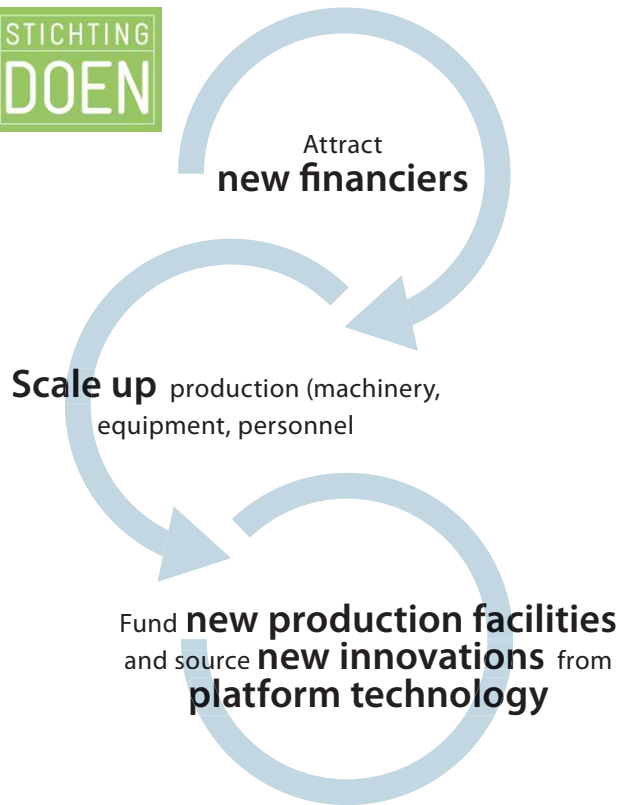 STICHTING
DOEN
Attract
new financiers
Scale up production (machinery,
equipment, personnel
Fund new production facilities
and source new innovations from
platform technology